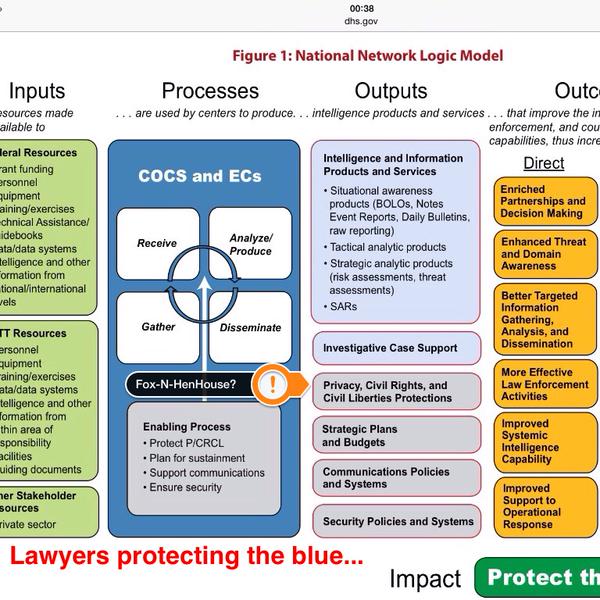 00:38
dhs.gov
Figure 1: National Network Logic Model
Inputs
Processes
Outputs
Outco
esources made
ailable to
. . . are used by centers to produce. . .
intelligence products and services . . .
that improve the in
enforcement, and cou
capabilities, thus incre
eral Resources
rant funding
ersonnel
quipment
aining/exercises
echnical Assistance/
uidebooks
ata/data systems
telligence and other
formation from
ational/international
vels
TT Resources
ersonnel
quipment
raining/exercises
ata/data systems
telligence and other
formation from
ithin area of
sponsibility
acilities
uiding documents
her Stakeholder
sources
rivate sector
COCS and ECs
Receive
Analyze/
Produce
Gather
Disseminate
Fox-N-HenHouse?
!
Enabling Process
• Protect P/CRCL
• Plan for sustainment
• Support communications
• Ensure security
Intelligence and Information
Products and Services
• Situational awareness
products (BOLOs, Notes
Event Reports, Daily Bulletins,
raw reporting)
• Tactical analytic products
• Strategic analytic products
(risk assessments, threat
assessments)
• SARs
Investigative Case Support
Privacy, Civil Rights, and
Civil Liberties Protections
Strategic Plans
and Budgets
Communications Policies
and Systems
Security Policies and Systems
Direct
Enriched
Partnerships and
Decision Making
Enhanced Threat
and Domain
Awareness
Better Targeted
Information
Gathering,
Analysis, and
Dissemination
More Effective
Law Enforcement
Activities
Improved
Systemic
Intelligence
Capability
Improved
Support to
Operational
Response
Lawyers protecting the blue...
Impact
Protect th